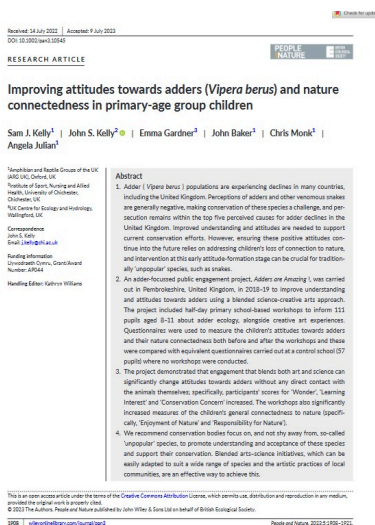 Check for upda
Received: 14 July 2022 | Accepted: 9 July 2023
DOI: 10.1002/pan3.10545
RESEARCH ARTICLE
PEOPLE
NATURE
Improving attitudes towards adders (Vipera berus) and nature
connectedness in primary-age group children
Sam J. Kelly1 | John S. Kelly2 | Emma Gardner3 | John Baker1 | Chris Monk1 |
Angela Julian1
1Amphibian and Reptile Groups of the UK
(ARG UK), Oxford, UK
2Institute of Sport, Nursing and Allied
Health, University of Chichester,
Chichester, UK
3UK Centre for Ecology and Hydrology,
Wallingford, UK
Correspondence
John S. Kelly
Email: j.kelly@chi.ac.uk
Funding information
Llywodraeth Cymru, Grant/Award
Number: AP044
Handling Editor: Kathryn Williams
Abstract
1. Adder ( Vipera berus ) populations are experiencing declines in many countries,
including the United Kingdom. Perceptions of adders and other venomous snakes
are generally negative, making conservation of these species a challenge, and per-
secution remains within the top five perceived causes for adder declines in the
United Kingdom. Improved understanding and attitudes are needed to support
current conservation efforts. However, ensuring these positive attitudes con-
tinue into the future relies on addressing children's loss of connection to nature,
and intervention at this early attitude-formation stage can be crucial for tradition-
ally 'unpopular' species, such as snakes.
2. An adder-focussed public engagement project, Adders are Amazing !, was carried
out in Pembrokeshire, United Kingdom, in 2018–19 to improve understanding
and attitudes towards adders using a blended science-creative arts approach.
The project included half-day primary school-based workshops to inform 111
pupils aged 8–11 about adder ecology, alongside creative art experiences.
Questionnaires were used to measure the children's attitudes towards adders
and their nature connectedness both before and after the workshops and these
were compared with equivalent questionnaires carried out at a control school (57
pupils) where no workshops were conducted.
3. The project demonstrated that engagement that blends both art and science can
significantly change attitudes towards adders without any direct contact with
the animals themselves; specifically, participants' scores for 'Wonder', 'Learning
Interest' and 'Conservation Concern' increased. The workshops also significantly
increased measures of the children's general connectedness to nature (specifi-
cally, 'Enjoyment of Nature' and 'Responsibility for Nature').
4. We recommend conservation bodies focus on, and not shy away from, so-called
'unpopular' species, to promote understanding and acceptance of these species
and support their conservation. Blended arts–science initiatives, which can be
easily adapted to suit a wide range of species and the artistic practices of local
communities, are an effective way to achieve this.
This is an open access article under the terms of the Creative Commons Attribution License, which permits use, distribution and reproduction in any medium,
provided the original work is properly cited.
© 2023 The Authors. People and Nature published by John Wiley & Sons Ltd on behalf of British Ecological Society.
1908 | wileyonlinelibrary.com/journal/pan3
People and Nature. 2023;5:1908–1921.